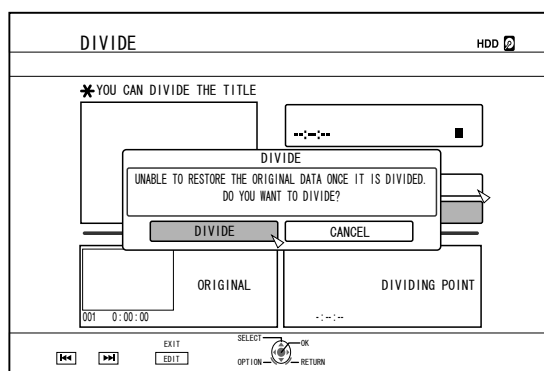 DIVIDE
HDD
YOU CAN DIVIDE THE TITLE
--:--:--
DIVIDE
UNABLE TO RESTORE THE ORIGINAL DATA ONCE IT IS DIVIDED.
DO YOU WANT TO DIVIDE?
DIVIDE
CANCEL
ORIGINAL
001 0:00:00
DIVIDING POINT
-:--:--
EXIT
EDIT
SELECT
OK
OPTION
RETURN